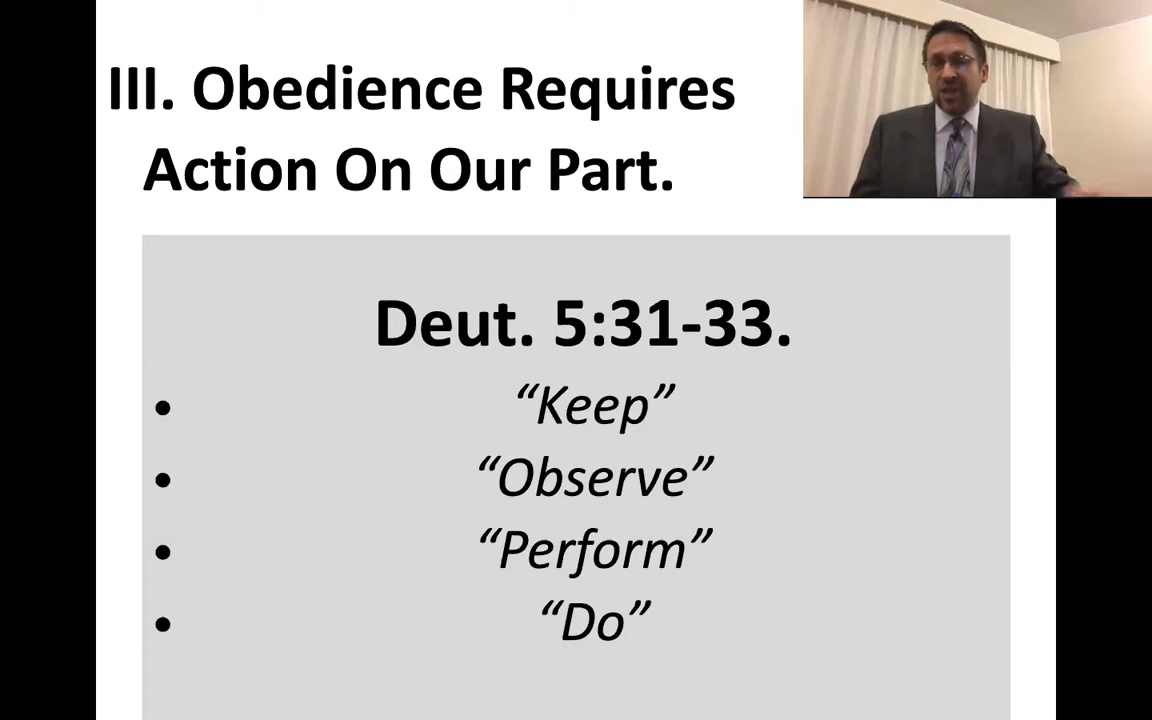 III. Obedience Requires
Action On Our Part.
Deut. 5:31-33.
• “Keep”
• “Observe”
• “Perform”
• “Do”